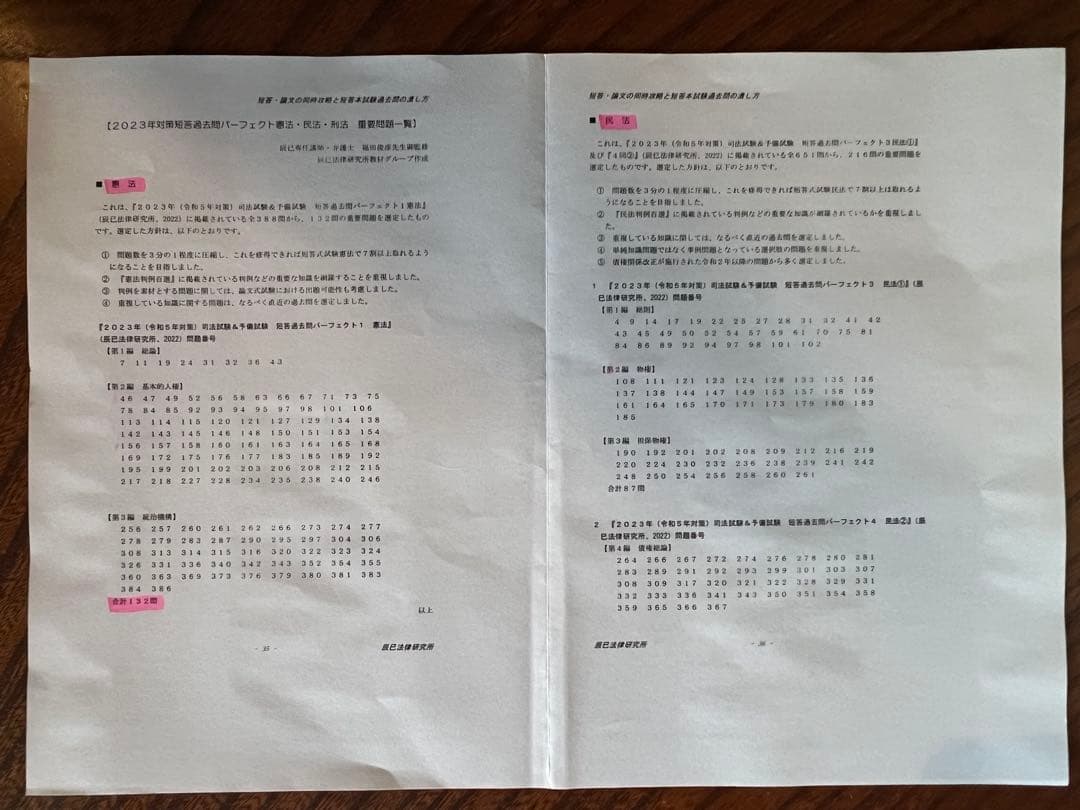 短答・論文の同時攻略と短答本試験過去問の潰し方
【2023年対策短答過去問パーフェクト憲法・民法・刑法 重要問題一覧】
辰已専任講師・弁護士 福田俊彦先生御監修
辰已法律研究所教材グループ作成
■ 憲法
これは、『2023年（令和5年対策）司法試験＆予備試験 短答過去問パーフェクト1憲法』
（辰已法律研究所、2022）に掲載されている全388問から、132問の重要問題を選定したもの
です。選定した方針は、以下のとおりです。
① 問題数を3分の1程度に圧縮し、これを修得できれば短答式試験憲法で7割以上取れるよう
になることを目指しました。
② 『憲法判例百選』に掲載されている判例などの重要な知識を網羅することを重視しました。
③ 判例を素材とする問題に関しては、論文式試験における出題可能性も考慮しました。
④ 重複している知識に関する問題は、なるべく直近の過去問を選定しました。
『2023年（令和5年対策）司法試験＆予備試験 短答過去問パーフェクト1 憲法』
（辰已法律研究所、2022）問題番号
【第1編 総論】
7 11 19 24 31 32 36 43
【第2編 基本的人権】
46 47 49 52 56 58 63 66 67 71 73 75
78 84 85 92 93 94 95 97 98 101 106
113 114 115 120 121 127 129 134 138
142 143 145 146 148 150 151 153 154
156 157 158 160 161 163 164 165 168
169 172 175 176 177 183 185 189 192
195 199 201 202 203 206 208 212 215
217 218 227 228 234 235 238 240 246
【第3編 統治機構】
256 257 260 261 262 266 273 274 277
278 279 283 287 290 295 297 304 306
308 313 314 315 316 320 322 323 324
326 331 336 340 342 343 352 354 355
360 363 369 373 376 379 380 381 383
384 386
合計132問
以上
- 35 -
辰已法律研究所
短答・論文の同時攻略と短答本試験過去問の潰し方
■ 民法
これは、『2023年（令和5年対策）司法試験＆予備試験 短答過去問パーフェクト3民法①』
及び『4民法②』（辰已法律研究所、2022）に掲載されている全651問から、216問の重要問題を
選定したものです。選定した方針は、以下のとおりです。
① 問題数を3分の1程度に圧縮し、これを修得できれば短答式試験民法で7割以上は取れるよ
うになることを目指しました。
② 『民法判例百選』に掲載されている判例などの重要な知識が網羅されているかを重視しまし
た。
③ 重複している知識に関しては、なるべく直近の過去問を選定しました。
④ 単純知識問題ではなく事例問題となっている選択肢の問題を重視しました。
⑤ 債権関係改正が施行された令和2年以降の問題から多く選定しました。
1 『2023年（令和5年対策）司法試験＆予備試験 短答過去問パーフェクト3 民法①』（辰
已法律研究所、2022）問題番号
【第1編 総則】
4 9 14 17 19 22 25 27 28 31 32 41 42
43 45 49 50 52 54 57 59 61 70 75 81
84 86 89 92 94 97 98 101 102
【第2編 物権】
108 111 121 123 124 128 133 135 136
137 138 144 147 149 153 157 158 159
161 164 165 170 171 173 179 180 183
185
【第3編 担保物権】
190 192 201 202 208 209 212 216 219
220 224 230 232 236 238 239 241 242
248 250 254 256 258 260 261
合計87問
2 『2023年（令和5年対策）司法試験＆予備試験 短答過去問パーフェクト4 民法②』（辰
已法律研究所、2022）問題番号
【第4編 債権総論】
264 266 267 272 274 276 278 280 281
283 289 291 292 293 299 301 303 307
308 309 317 320 321 322 328 329 331
332 333 336 341 343 350 351 354 358
359 365 366 367
辰已法律研究所
- 36 -